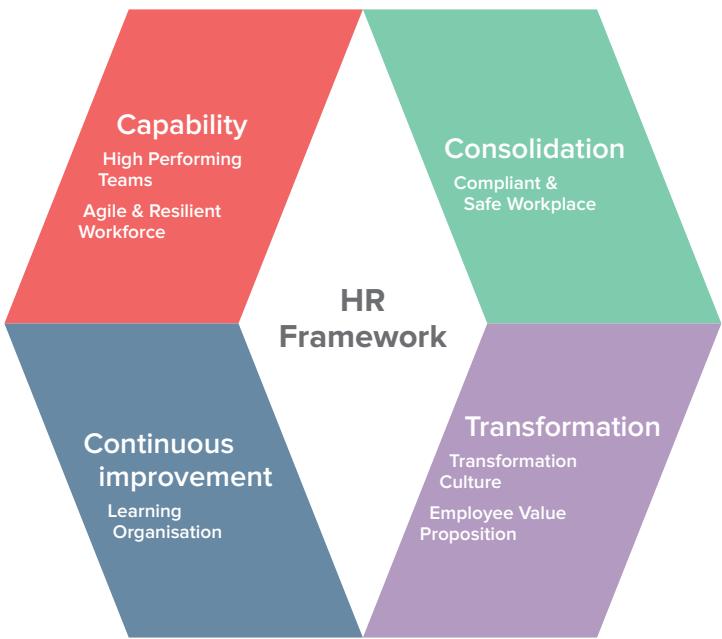 Capability
High Performing
Teams
Agile & Resilient
Workforce
Consolidation
Compliant &
Safe Workplace
HR
Framework
Continuous
improvement
Learning
Organisation
Transformation
Transformation
Culture
Employee Value
Proposition